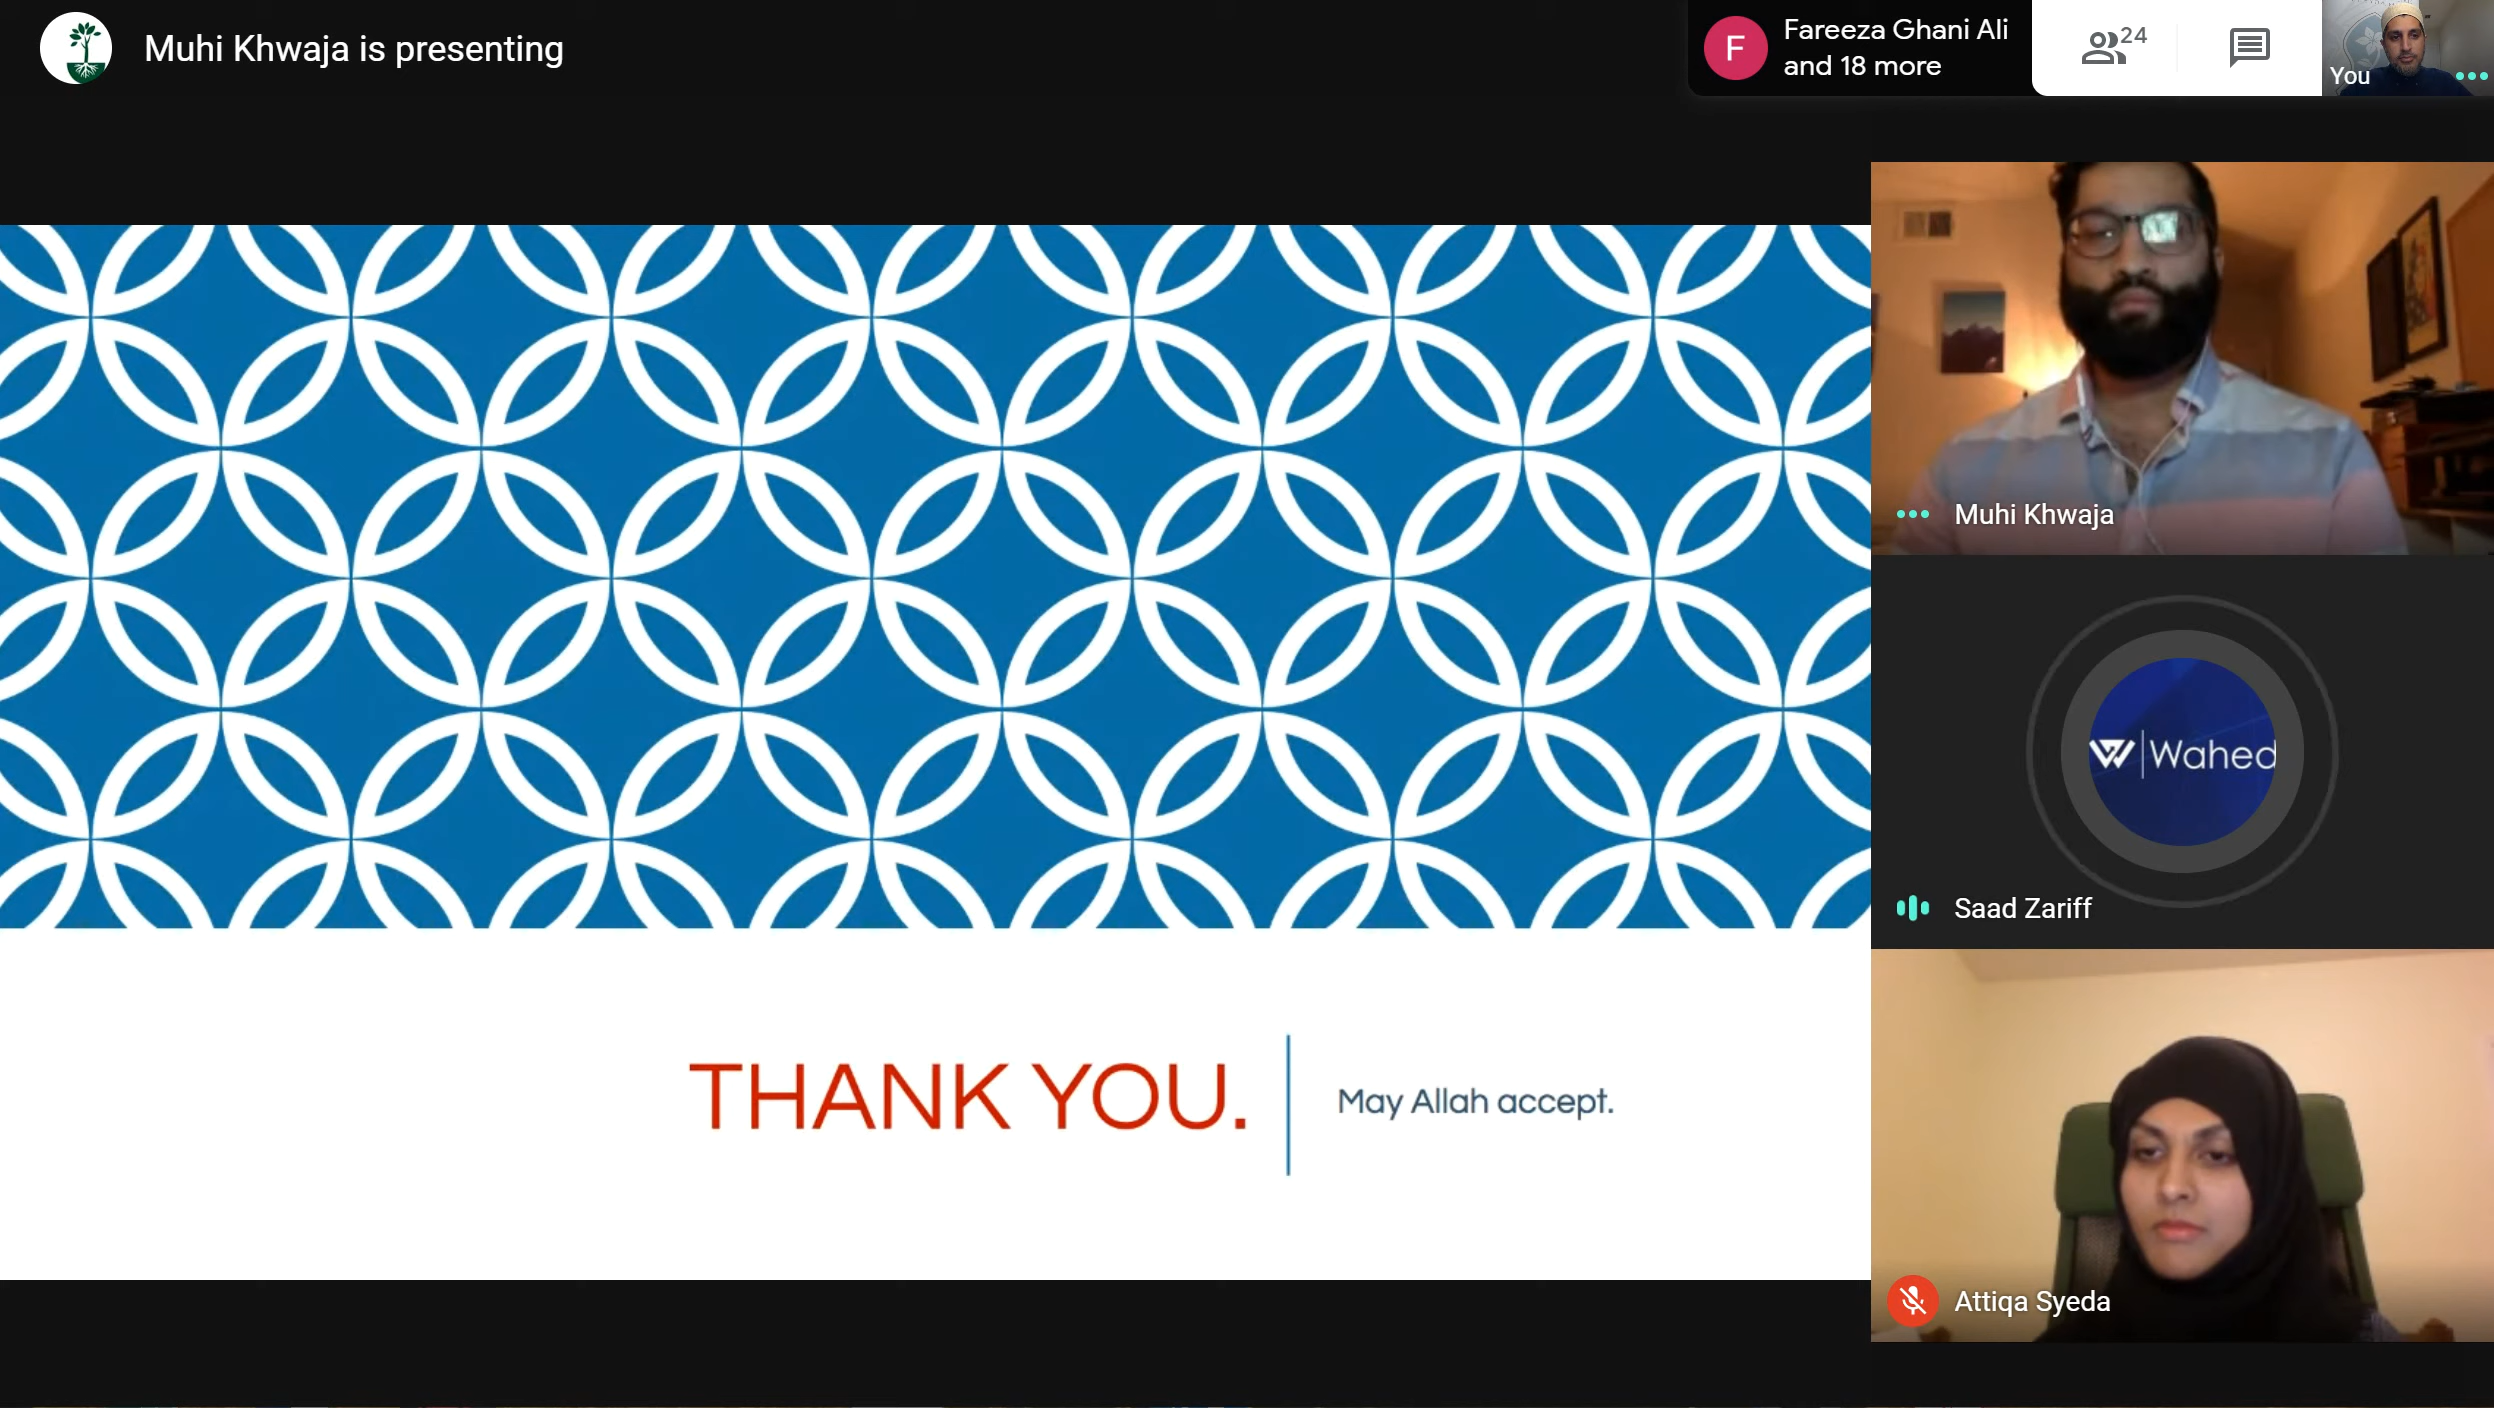 Muhi Khwaja is presenting
F
Fareeza Ghani Ali
and 18 more
24
You
Muhi Khwaja
Wahed
Saad Zariff
THANK YOU.
May Allah accept.
Attiqa Syeda